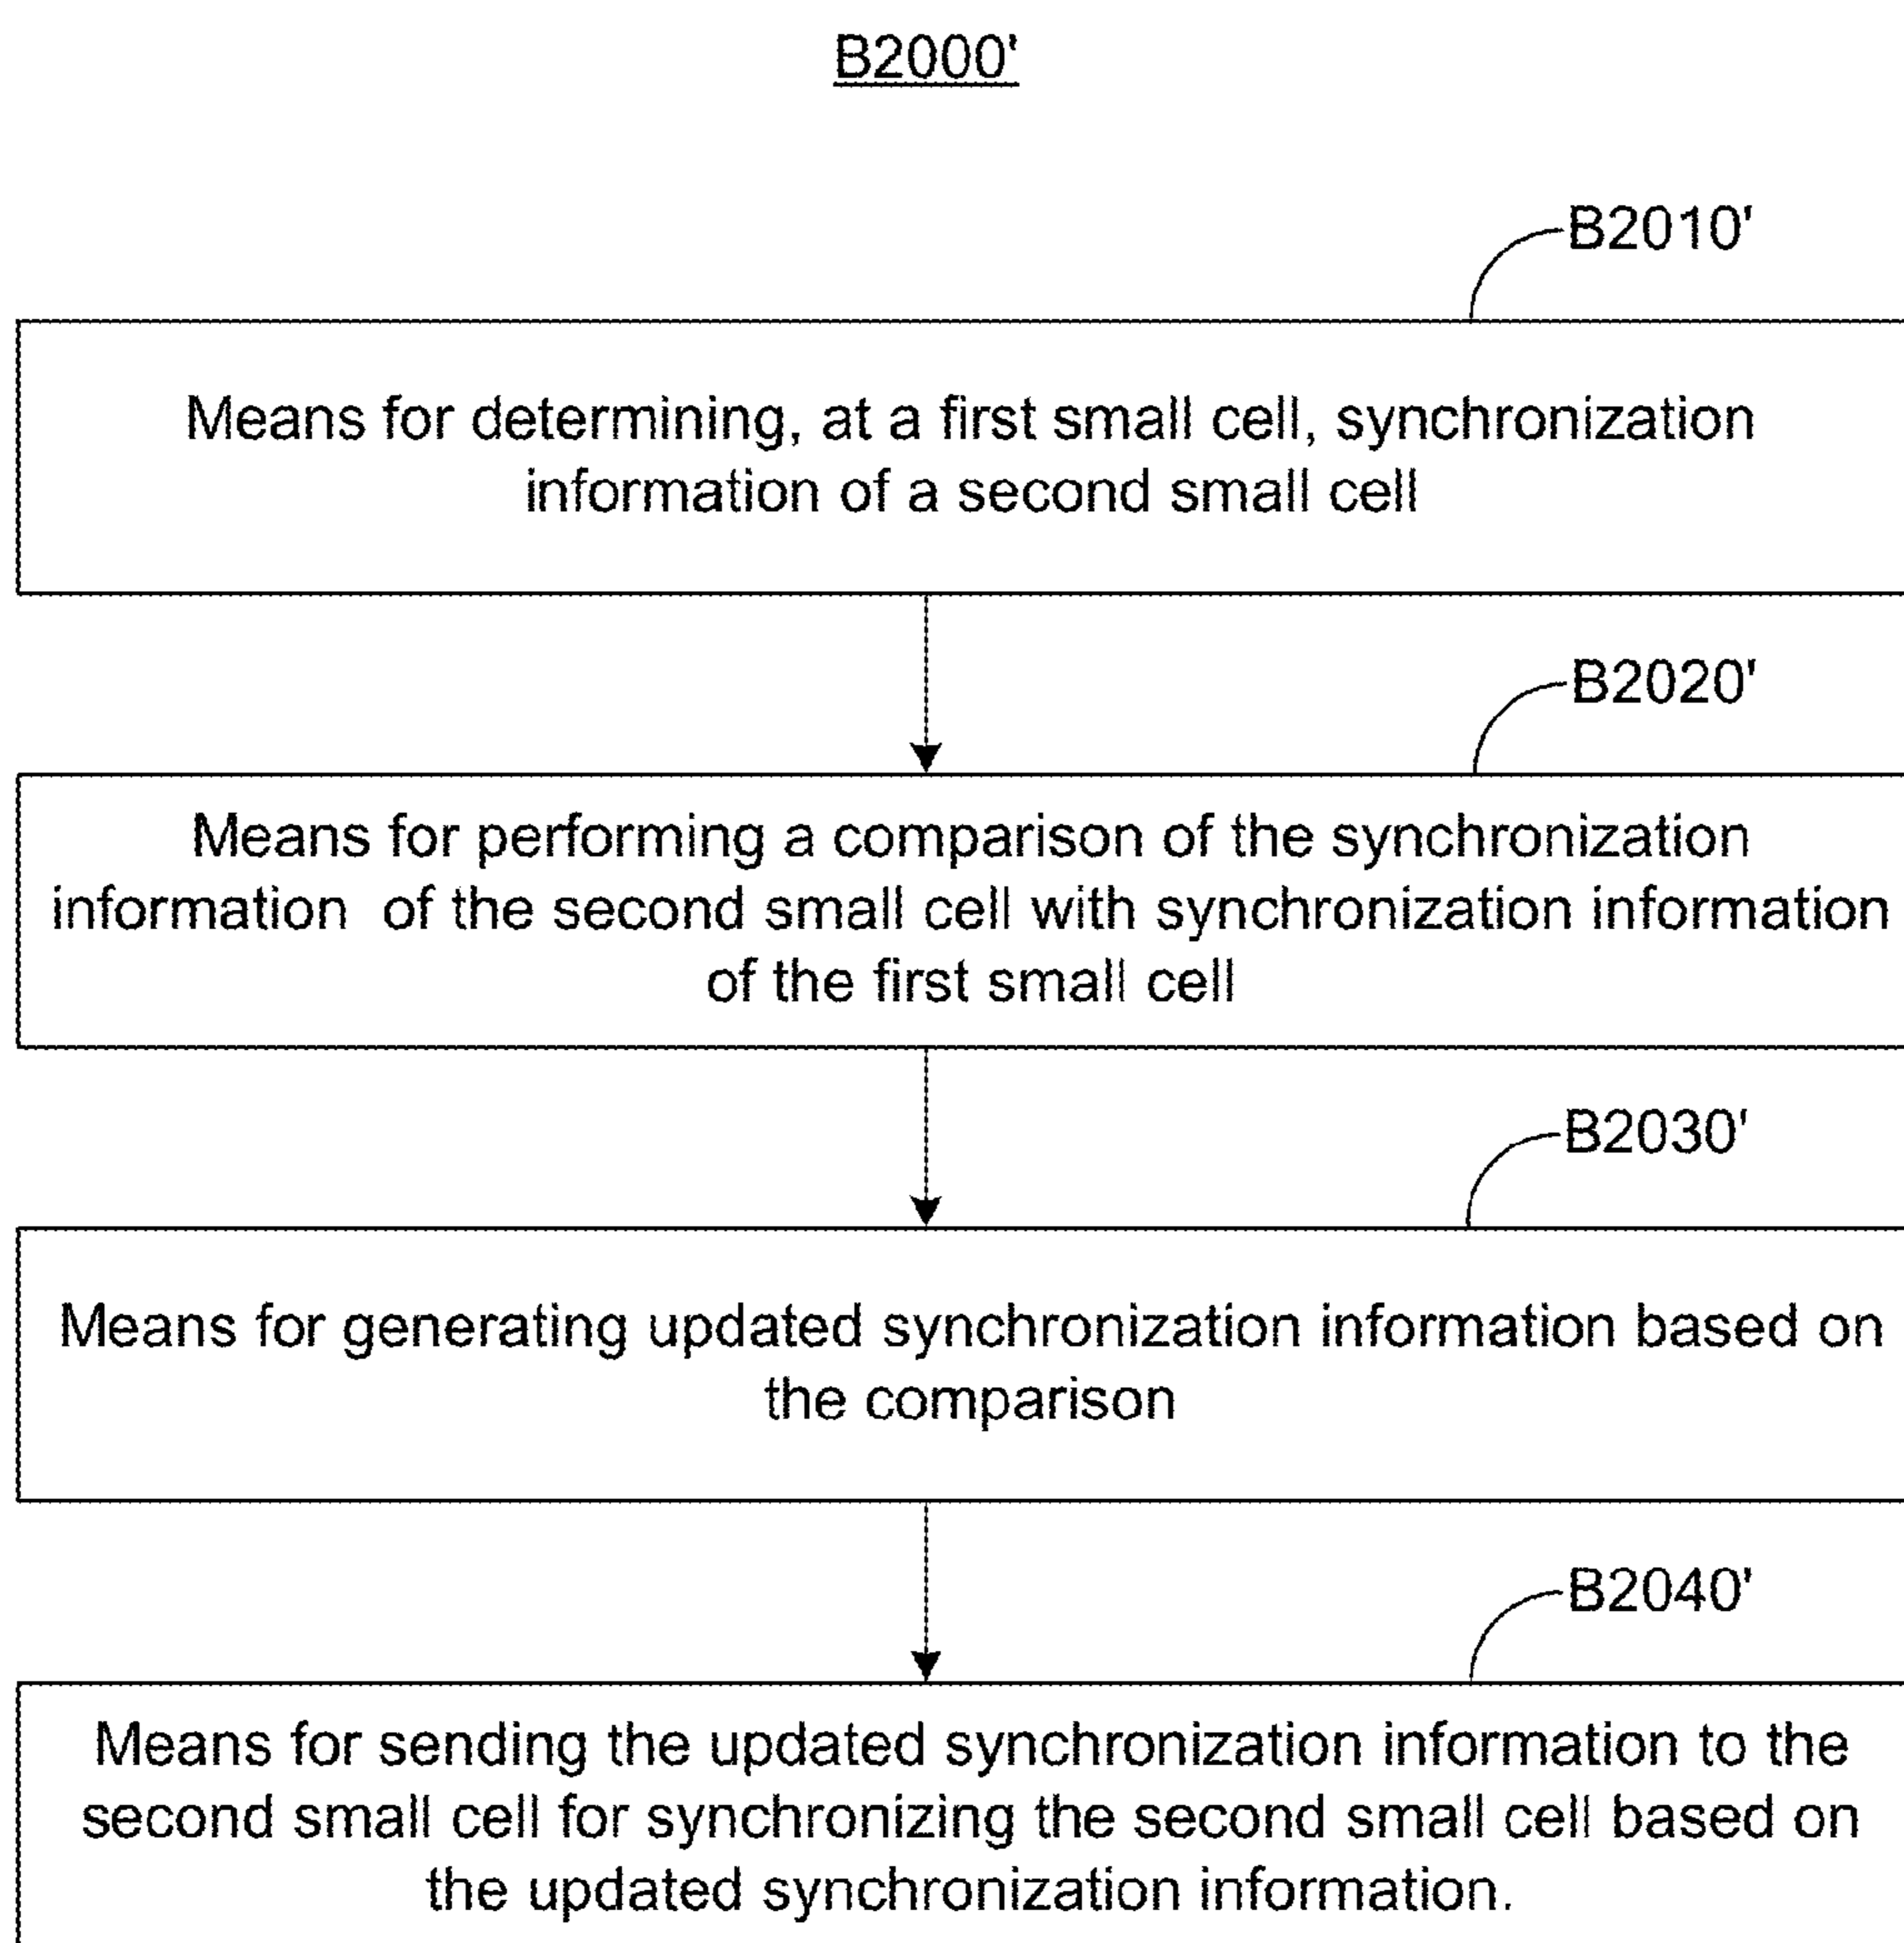 B2000'
B2010'
Means for determining, at a first small cell, synchronization
information of a second small cell
B2020'
Means for performing a comparison of the synchronization
information of the second small cell with synchronization information
of the first small cell
B2030'
Means for generating updated synchronization information based on
the comparison
B2040'
Means for sending the updated synchronization information to the
second small cell for synchronizing the second small cell based on
the updated synchronization information.